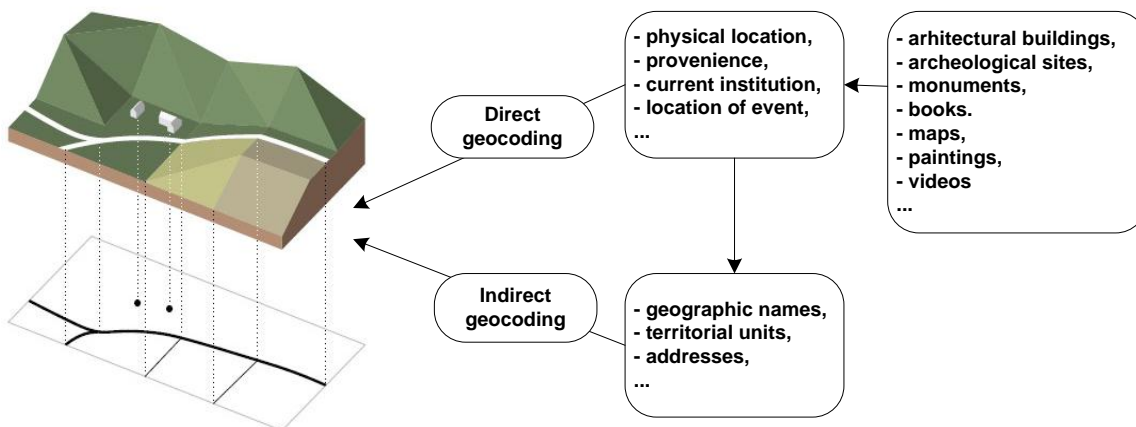 Direct
geocoding
- physical location,
- provenience,
- current institution,
- location of event,
...
- arhitectural buildings,
- archeological sites,
- monuments,
- books.
- maps,
- paintings,
- videos
...
Indirect
geocoding
- geographic names,
- territorial units,
- addresses,
...